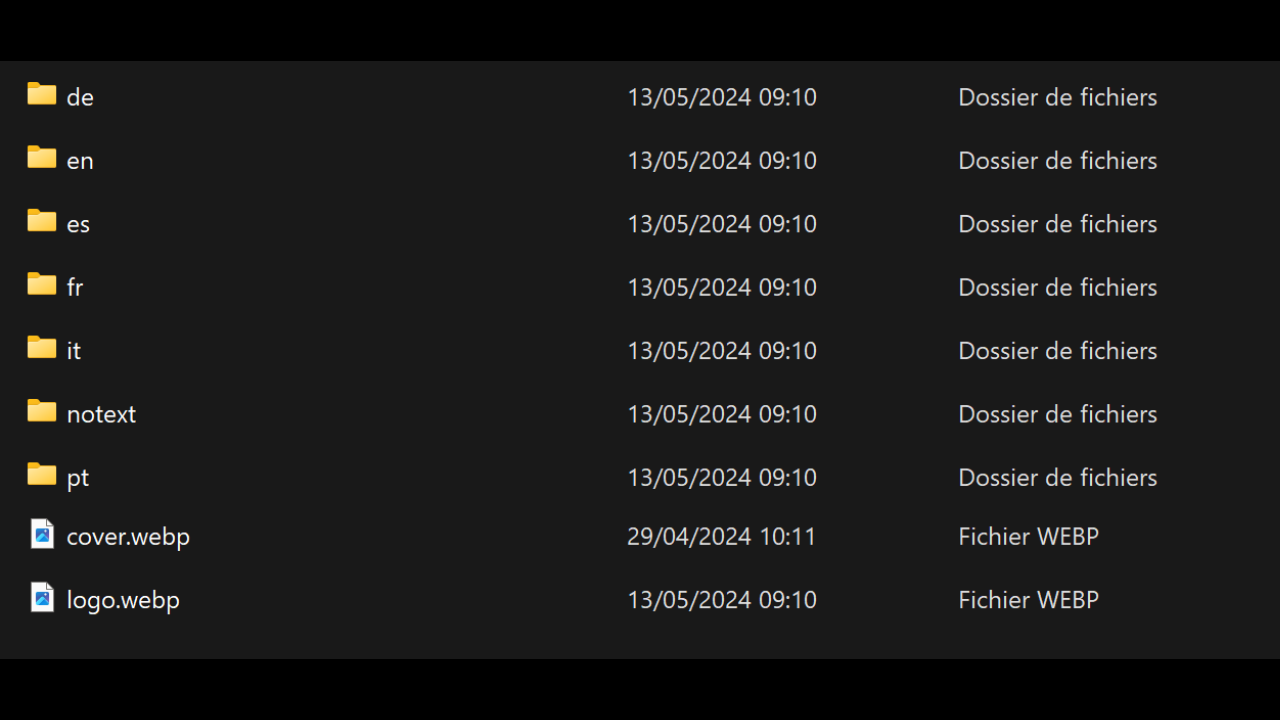 de 13/05/2024 09:10 Dossier de fichiers
en 13/05/2024 09:10 Dossier de fichiers
es 13/05/2024 09:10 Dossier de fichiers
fr 13/05/2024 09:10 Dossier de fichiers
it 13/05/2024 09:10 Dossier de fichiers
notext 13/05/2024 09:10 Dossier de fichiers
pt 13/05/2024 09:10 Dossier de fichiers
cover.webp 29/04/2024 10:11 Fichier WEBP
logo.webp 13/05/2024 09:10 Fichier WEBP